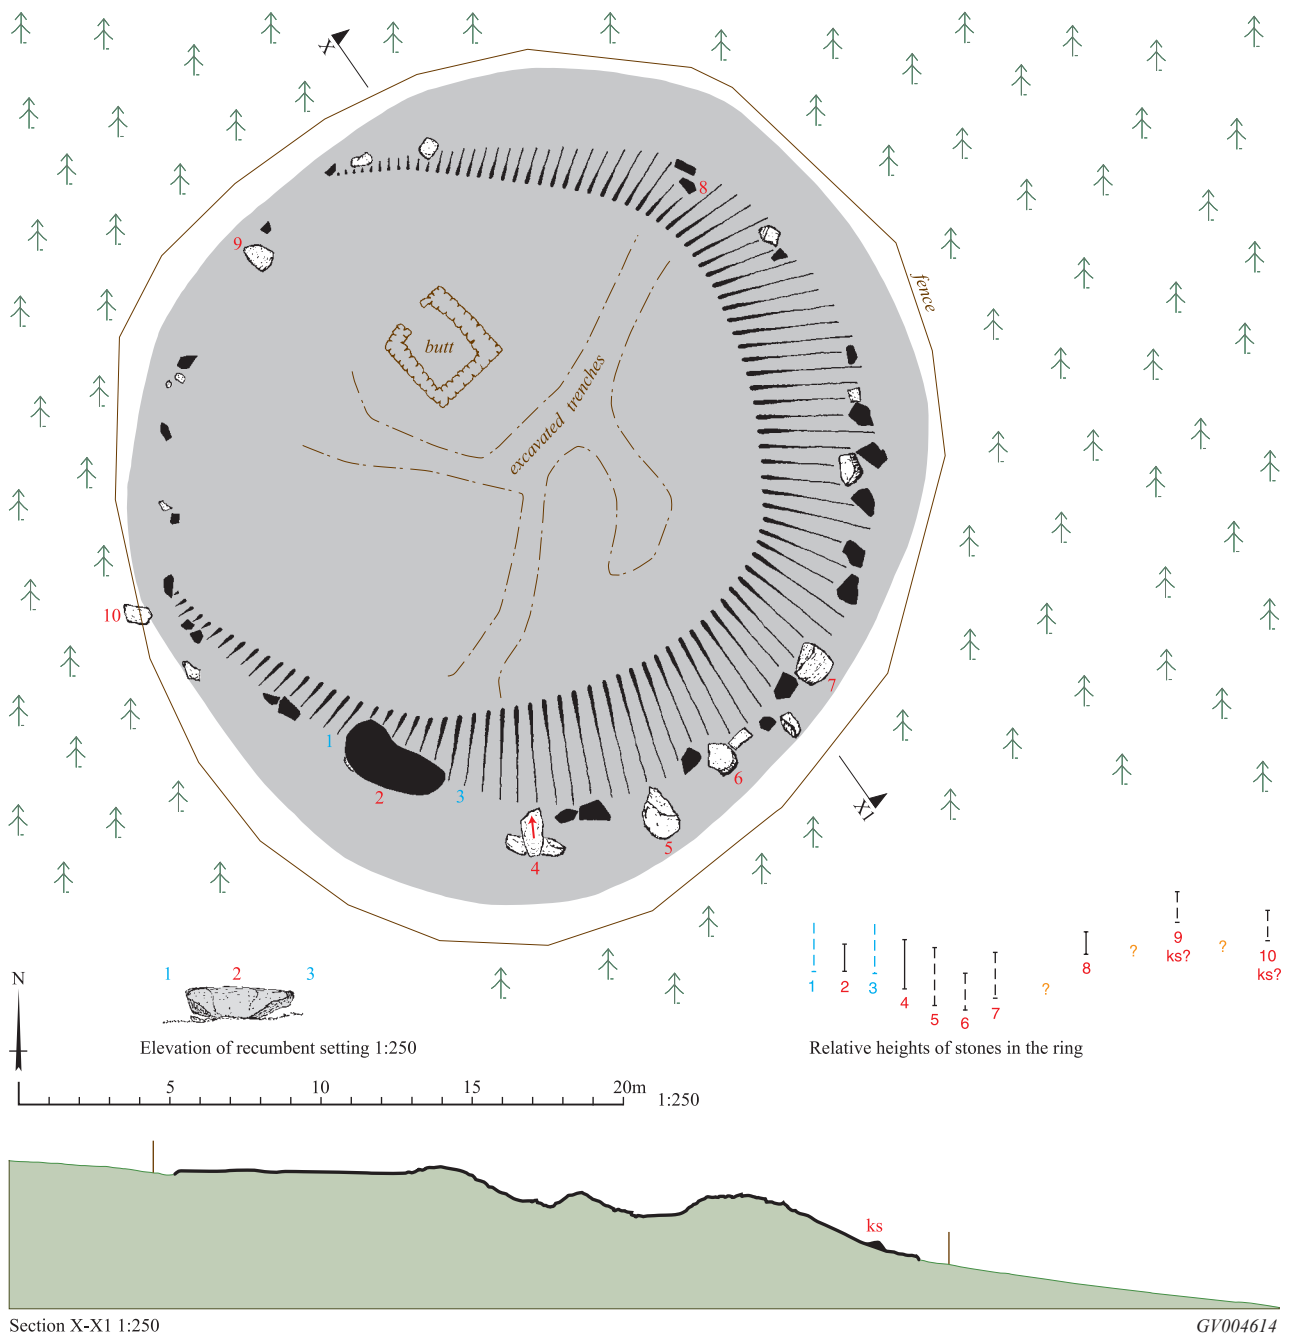 X
8
9
fence
butt
excavated trenches
10
7
1
2
3
6
5
4
X1
1 2 3
N
Elevation of recumbent setting 1:250
1 2 3 4 5 6 7 ? 8 ? 9 ks? ? 10 ks?
Relative heights of stones in the ring
5 10 15 20m 1:250
ks
Section X-X1 1:250
GV004614